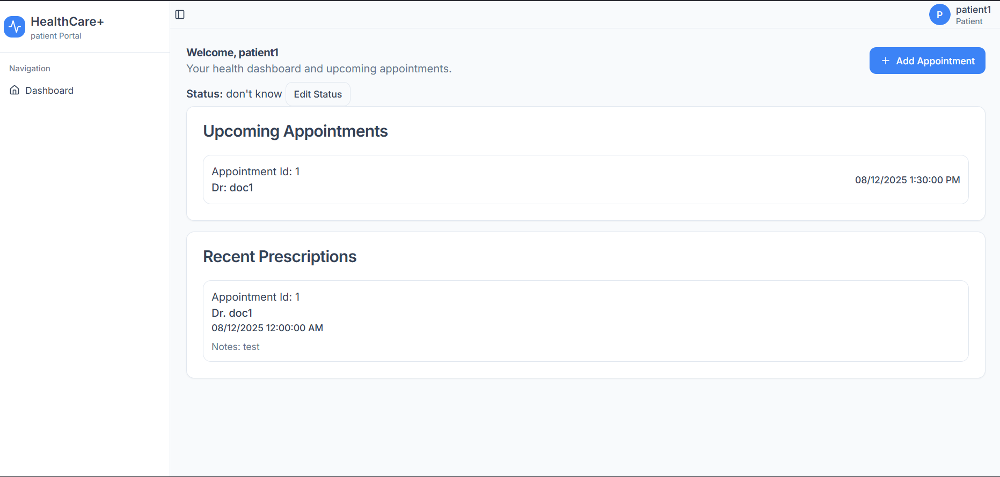 HealthCare+
patient Portal
Navigation
Dashboard
P
patient1
Patient
Welcome, patient1
Your health dashboard and upcoming appointments.
+ Add Appointment
Status: don't know
Edit Status
Upcoming Appointments
Appointment Id: 1
Dr: doc1
08/12/2025 1:30:00 PM
Recent Prescriptions
Appointment Id: 1
Dr. doc1
08/12/2025 12:00:00 AM
Notes: test